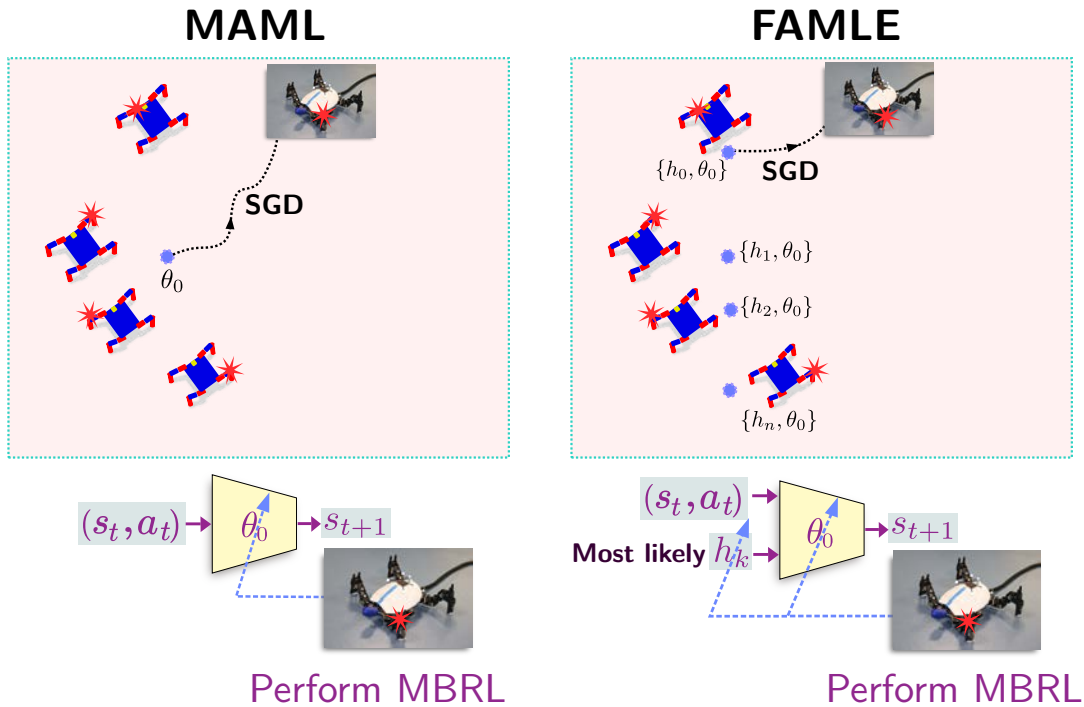 MAML
SGD
θ₀
(sₜ, aₜ)
θ₀
sₜ₊₁
Perform MBRL
FAMLE
{h₀, θ₀}
SGD
{h₁, θ₀}
{h₂, θ₀}
{hₙ, θ₀}
(sₜ, aₜ)
Most likely hₖ
θ₀
sₜ₊₁
Perform MBRL